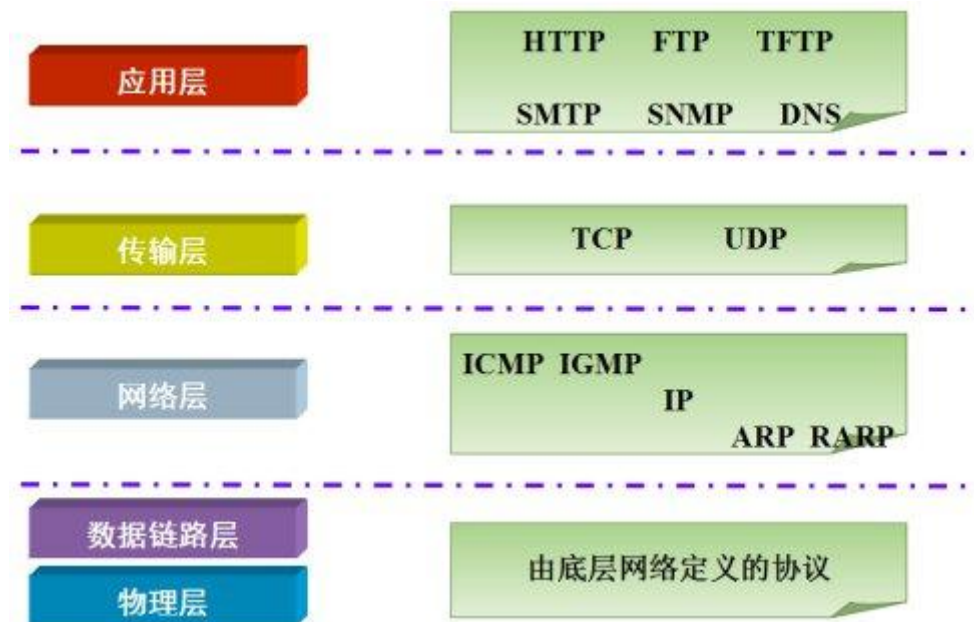 应用层
HTTP FTP TFTP
SMTP SNMP DNS
传输层
TCP UDP
网络层
ICMP IGMP
IP
ARP RARP
数据链路层
物理层
由底层网络定义的协议